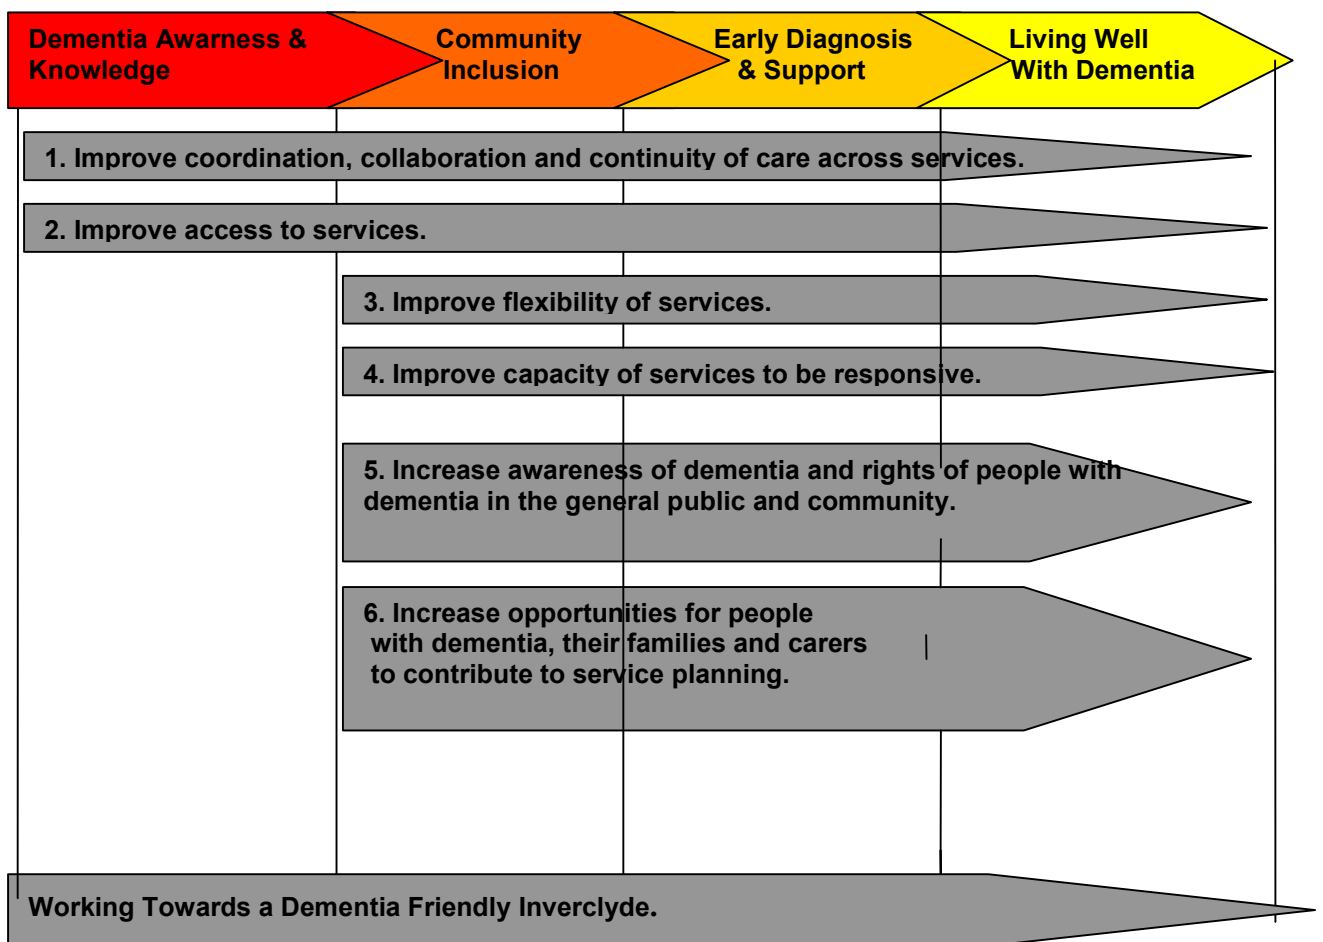 Dementia Awarness &
Knowledge
Community
Inclusion
Early Diagnosis
& Support
Living Well
With Dementia
1. Improve coordination, collaboration and continuity of care across services.
2. Improve access to services.
3. Improve flexibility of services.
4. Improve capacity of services to be responsive.
5. Increase awareness of dementia and rights of people with
dementia in the general public and community.
6. Increase opportunities for people
with dementia, their families and carers
to contribute to service planning.
Working Towards a Dementia Friendly Inverclyde.